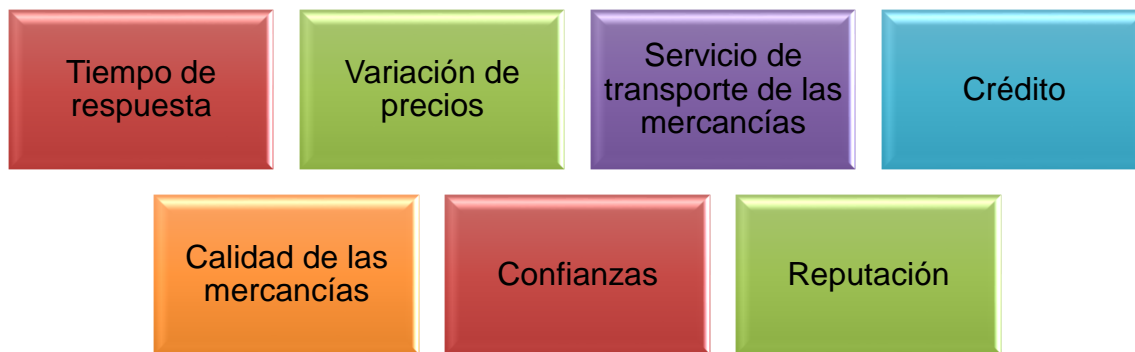 Tiempo de
respuesta
Variación de
precios
Servicio de
transporte de las
mercancías
Crédito
Calidad de las
mercancías
Confianzas
Reputación